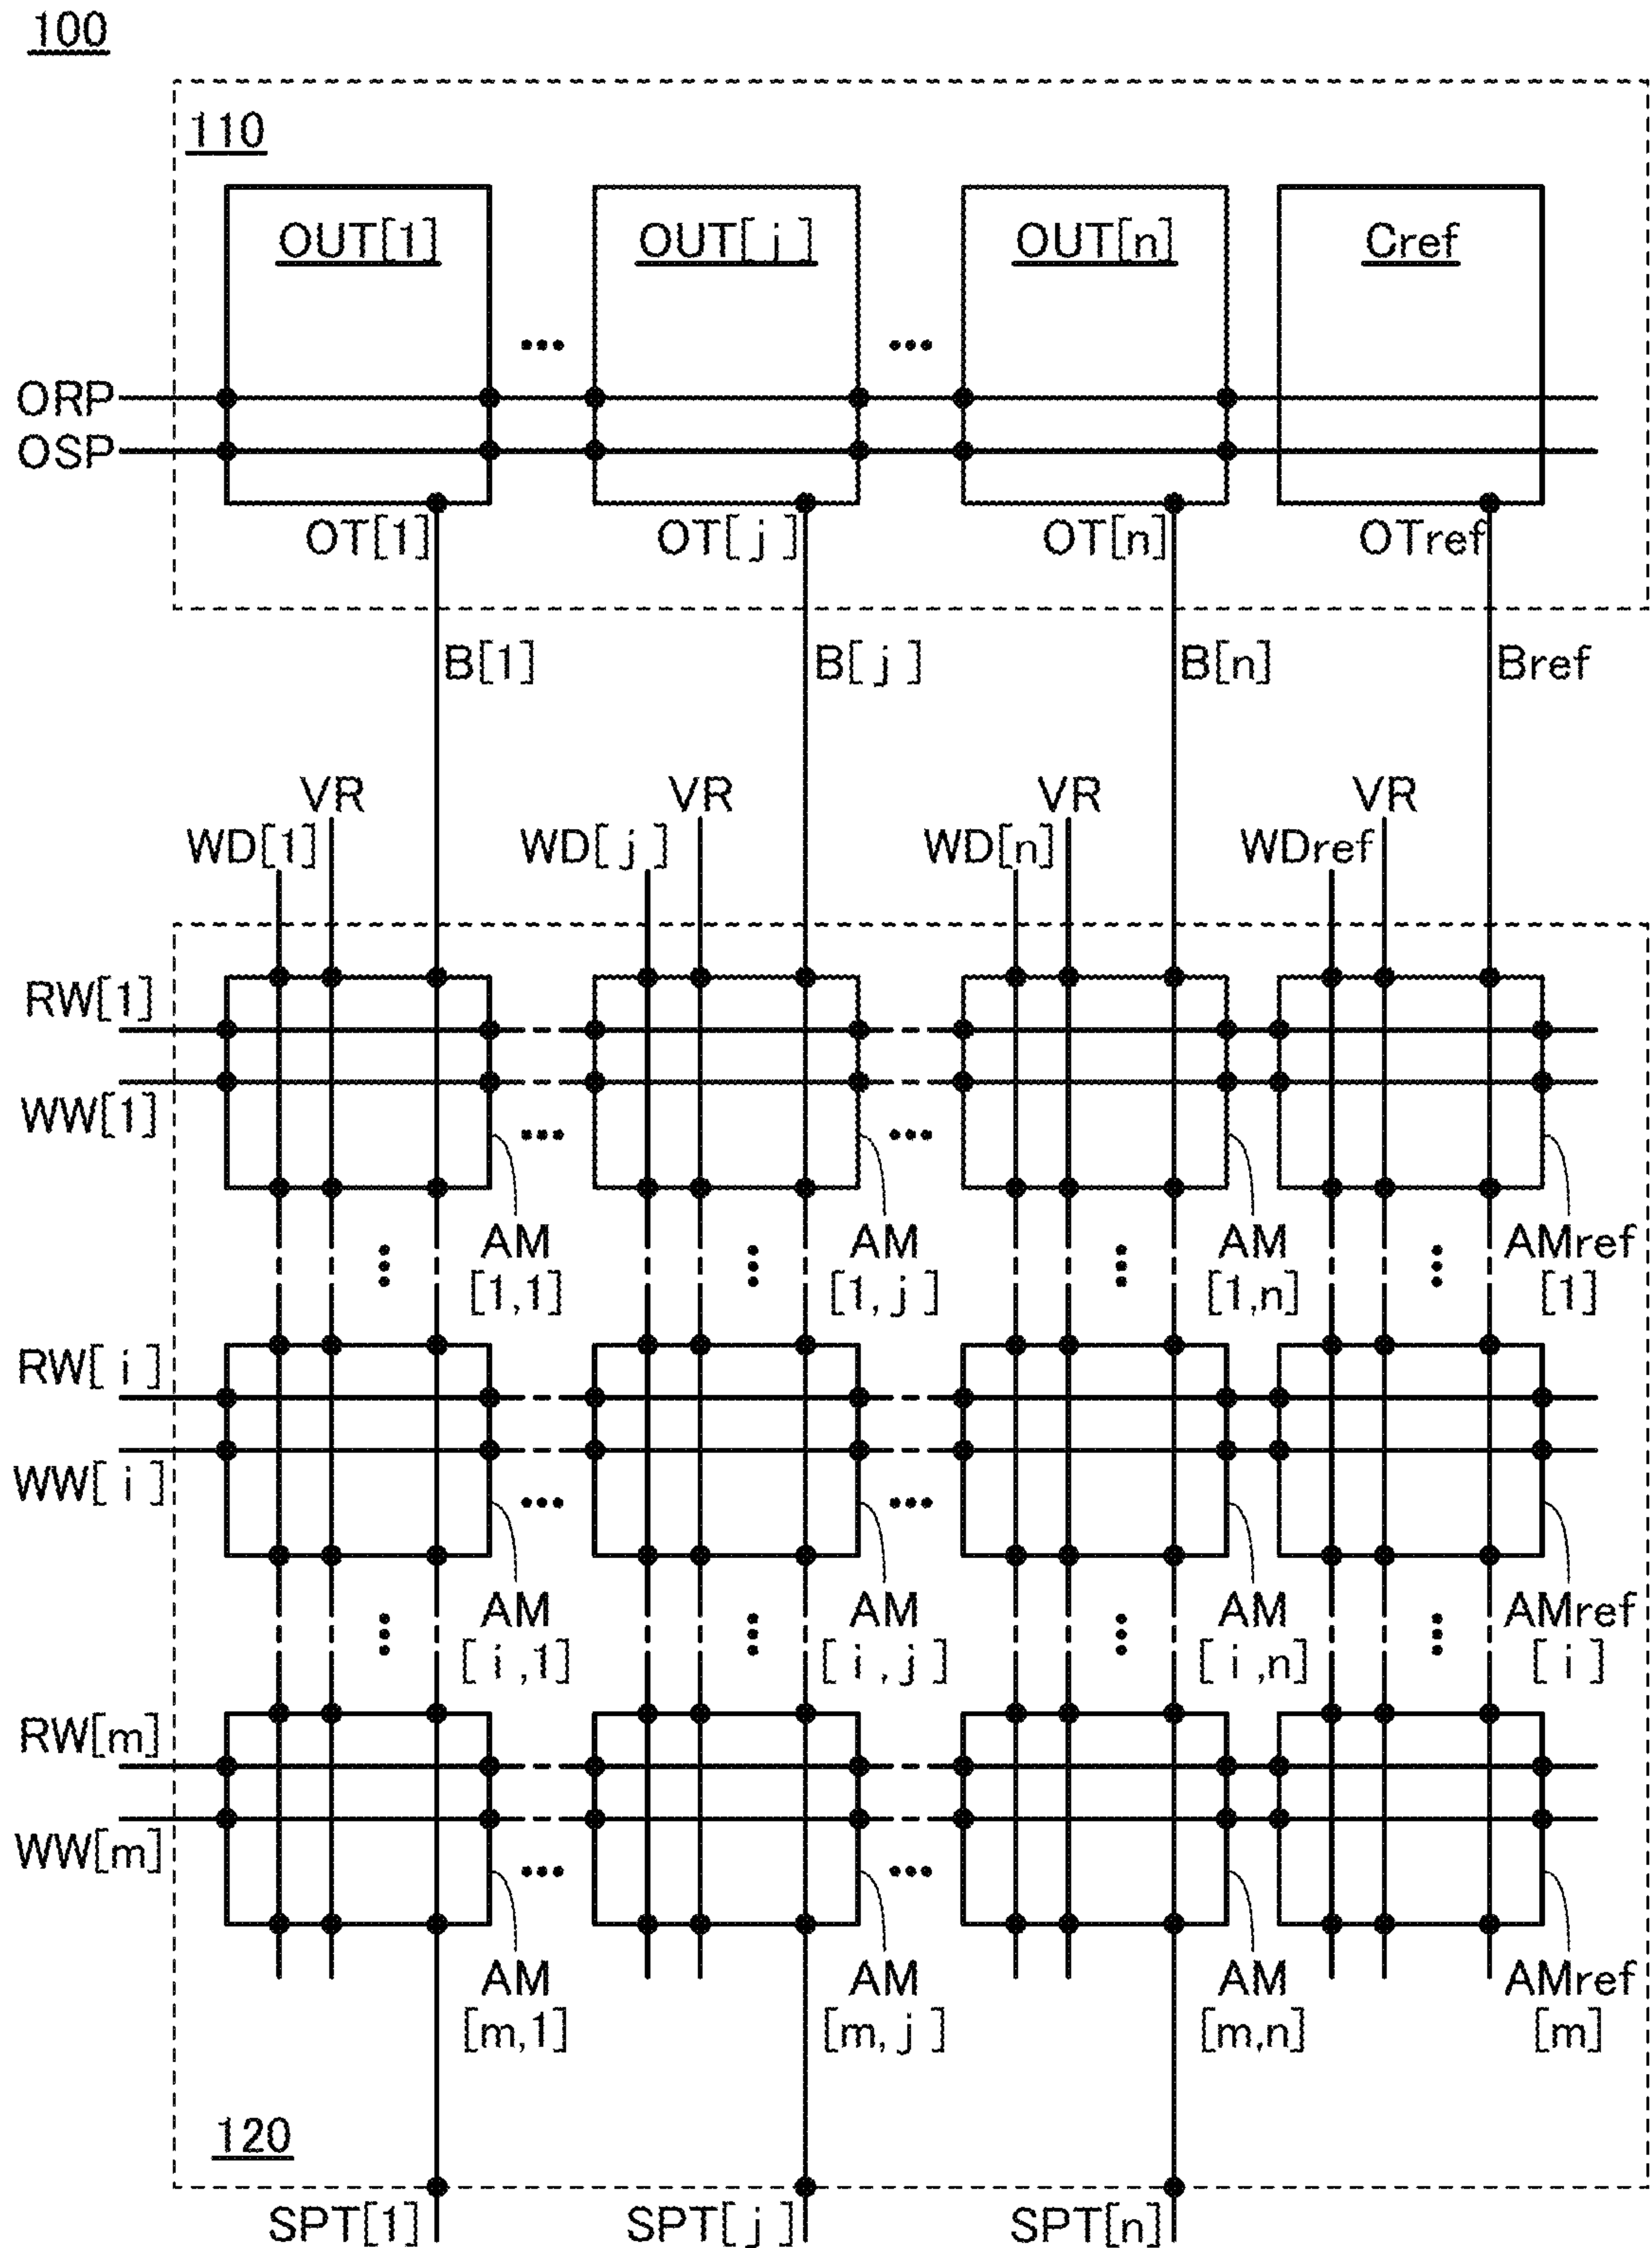 100
110
OUT[1] OUT[j] OUT[n] Cref
ORP
OSP
OT[1] OT[j] OT[n] OTref
B[1] B[j] B[n] Bref
VR VR VR VR
WD[1] WD[j] WD[n] WDref
RW[1]
WW[1]
AM AM AM AMref
[1,1] [1,j] [1,n] [1]
RW[i]
WW[i]
AM AM AM AMref
[i,1] [i,j] [i,n] [i]
RW[m]
WW[m]
AM AM AM AMref
[m,1] [m,j] [m,n] [m]
120
SPT[1] SPT[j] SPT[n]